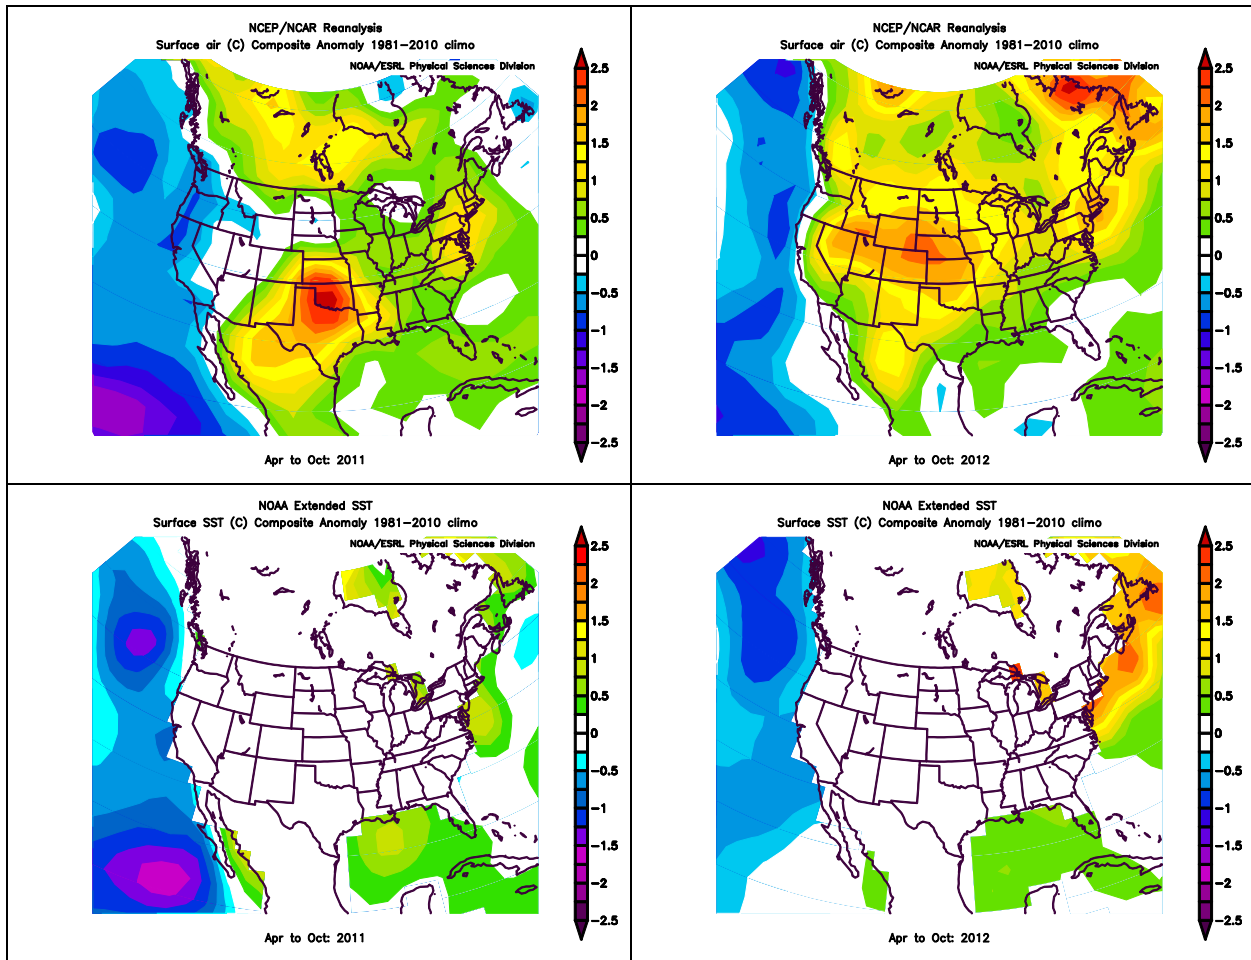 NCEP/NCAR Reanalysis
Surface air (C) Composite Anomaly 1981-2010 climo
NOAA/ESRL Physical Sciences Division
2.5
2
1.5
1
0.5
0
-0.5
-1
-1.5
-2
-2.5
Apr to Oct: 2011
NCEP/NCAR Reanalysis
Surface air (C) Composite Anomaly 1981-2010 climo
NOAA/ESRL Physical Sciences Division
2.5
2
1.5
1
0.5
0
-0.5
-1
-1.5
-2
-2.5
Apr to Oct: 2012
NOAA Extended SST
Surface SST (C) Composite Anomaly 1981-2010 climo
NOAA/ESRL Physical Sciences Division
2.5
2
1.5
1
0.5
0
-0.5
-1
-1.5
-2
-2.5
Apr to Oct: 2011
NOAA Extended SST
Surface SST (C) Composite Anomaly 1981-2010 climo
NOAA/ESRL Physical Sciences Division
2.5
2
1.5
1
0.5
0
-0.5
-1
-1.5
-2
-2.5
Apr to Oct: 2012